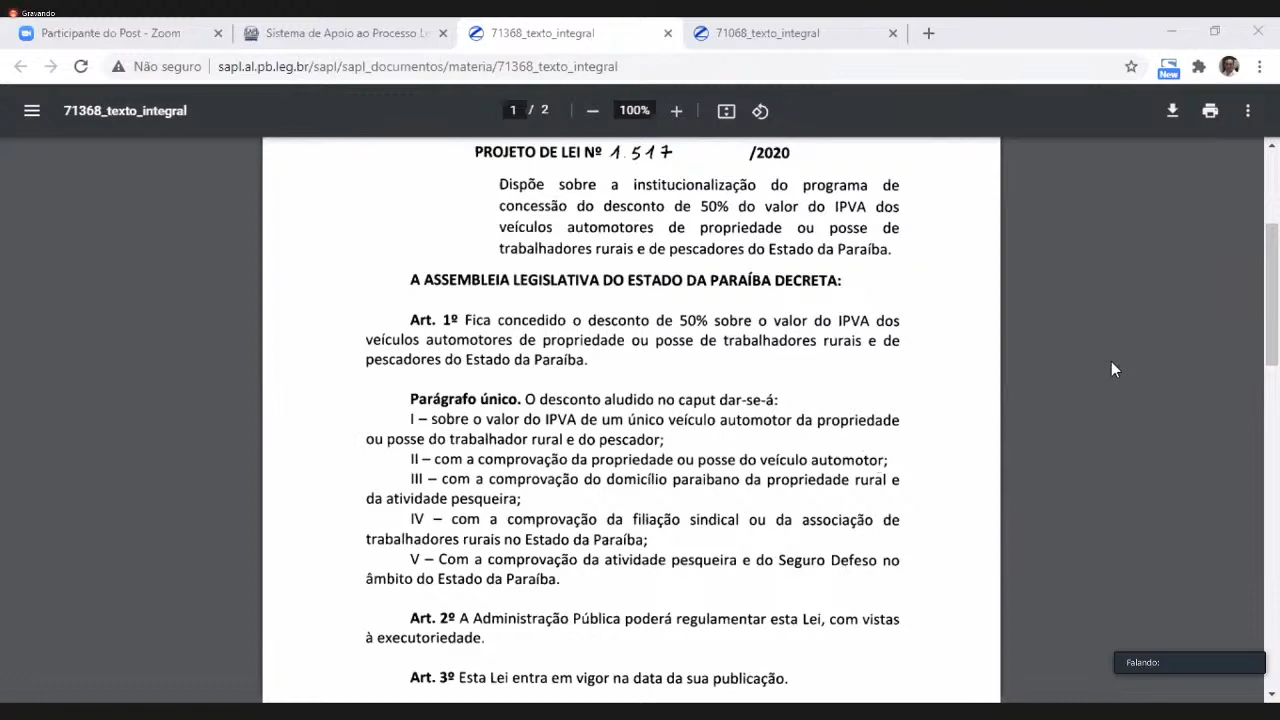 Gravando
Participante do Post - Zoom
Sistema de Apoio ao Processo Le
71368_texto_integral
71068_texto_integral
Não seguro
sapl.al.pb.leg.br/sapl/sapl_documentos/materia/71368_texto_integral
New
71368_texto_integral
1 / 2
100%
PROJETO DE LEI Nº 1.517 /2020
Dispõe sobre a institucionalização do programa de
concessão do desconto de 50% do valor do IPVA dos
veículos automotores de propriedade ou posse de
trabalhadores rurais e de pescadores do Estado da Paraíba.
A ASSEMBLEIA LEGISLATIVA DO ESTADO DA PARAÍBA DECRETA:
Art. 1º Fica concedido o desconto de 50% sobre o valor do IPVA dos
veículos automotores de propriedade ou posse de trabalhadores rurais e de
pescadores do Estado da Paraíba.
Parágrafo único. O desconto aludido no caput dar-se-á:
I – sobre o valor do IPVA de um único veículo automotor da propriedade
ou posse do trabalhador rural e do pescador;
II – com a comprovação da propriedade ou posse do veículo automotor;
III – com a comprovação do domicílio paraibano da propriedade rural e
da atividade pesqueira;
IV – com a comprovação da filiação sindical ou da associação de
trabalhadores rurais no Estado da Paraíba;
V – Com a comprovação da atividade pesqueira e do Seguro Defeso no
âmbito do Estado da Paraíba.
Art. 2º A Administração Pública poderá regulamentar esta Lei, com vistas
à executoriedade.
Art. 3º Esta Lei entra em vigor na data da sua publicação.
Falando: